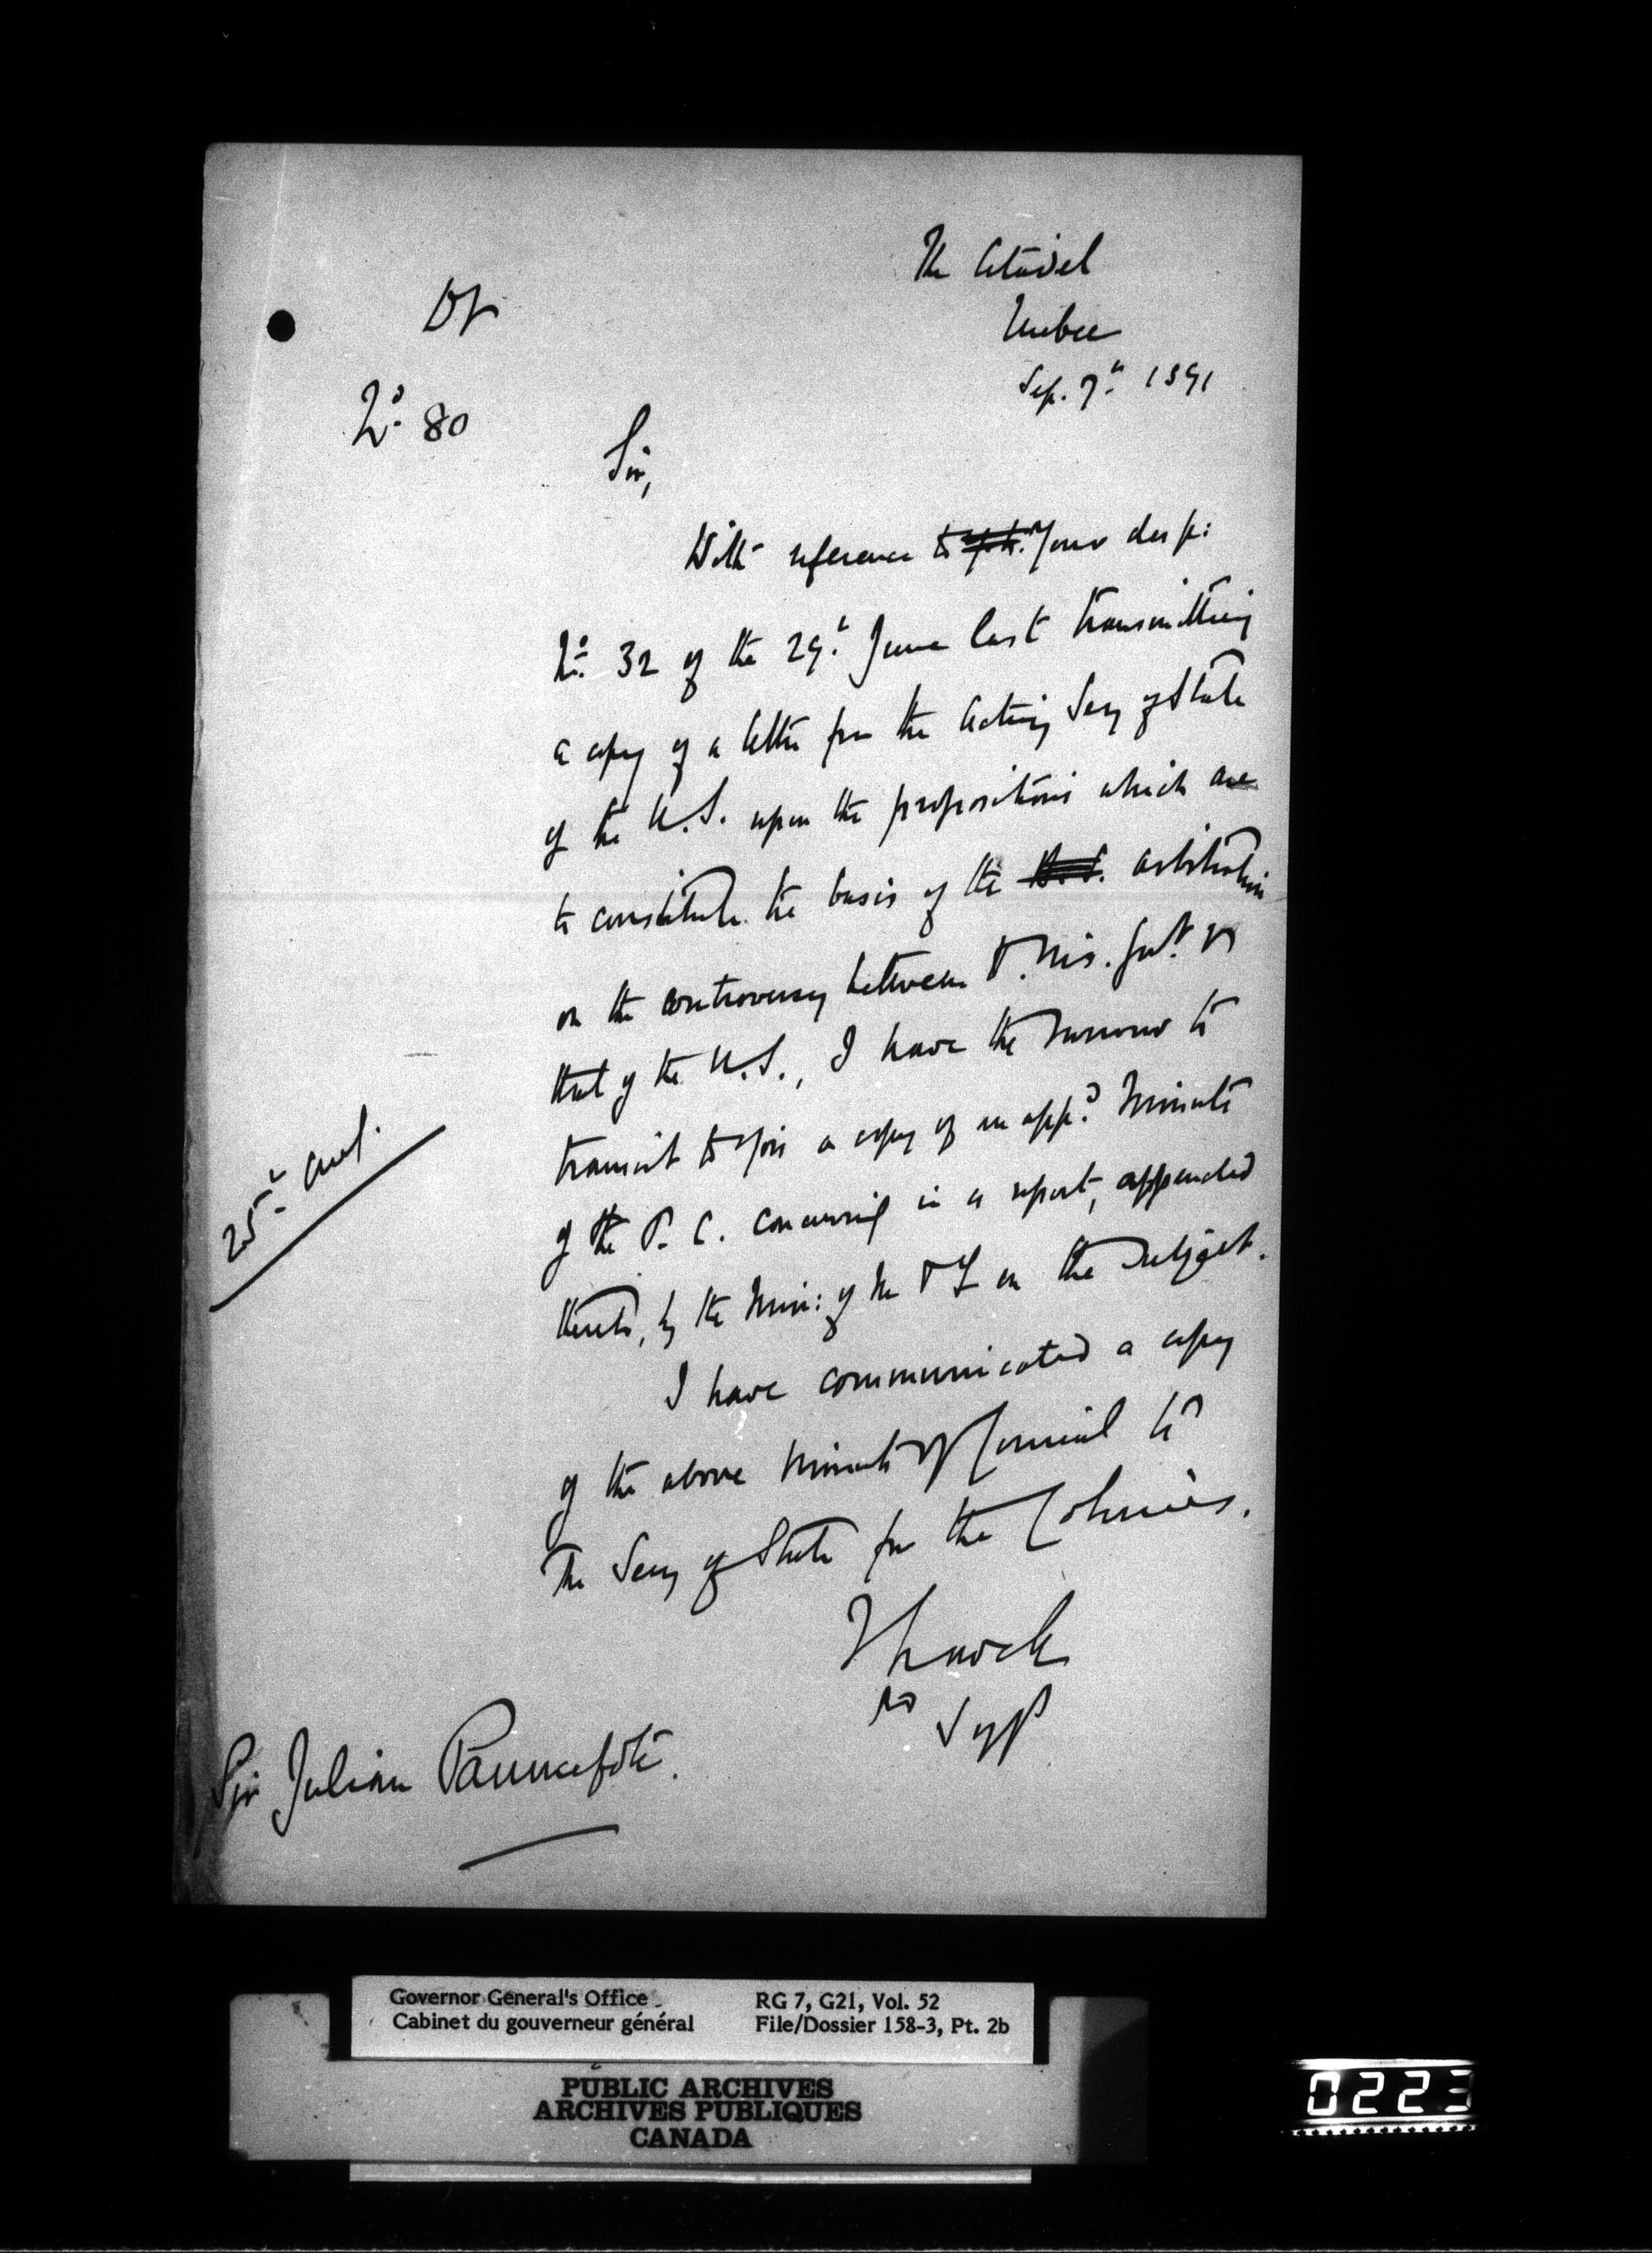 The Citadel
Quebec
Sep. 7th 1891
Dft
No. 80
Sir,
With reference to your desp:
No. 32 of the 29th June last transmitting
a copy of a letter from the Acting Secy of State
of the U.S. upon the propositions which are
to constitute the basis of the arbitration
on the controversy between Gvt. &
that of the U.S., I have the honour to
transmit to you a copy of an appd Minute
of the P. C. concurring in a report, appended
thereto, by the Min: of M & F on the subject.
25th
I have communicated a copy
of the above Minute of Council to
The Secy of State for the Colonies.
Sir Julian Pauncefote.
Governor General's Office RG 7, G21, Vol. 52
Cabinet du gouverneur général File/Dossier 158-3, Pt. 2b
PUBLIC ARCHIVES
ARCHIVES PUBLIQUES
CANADA
0223